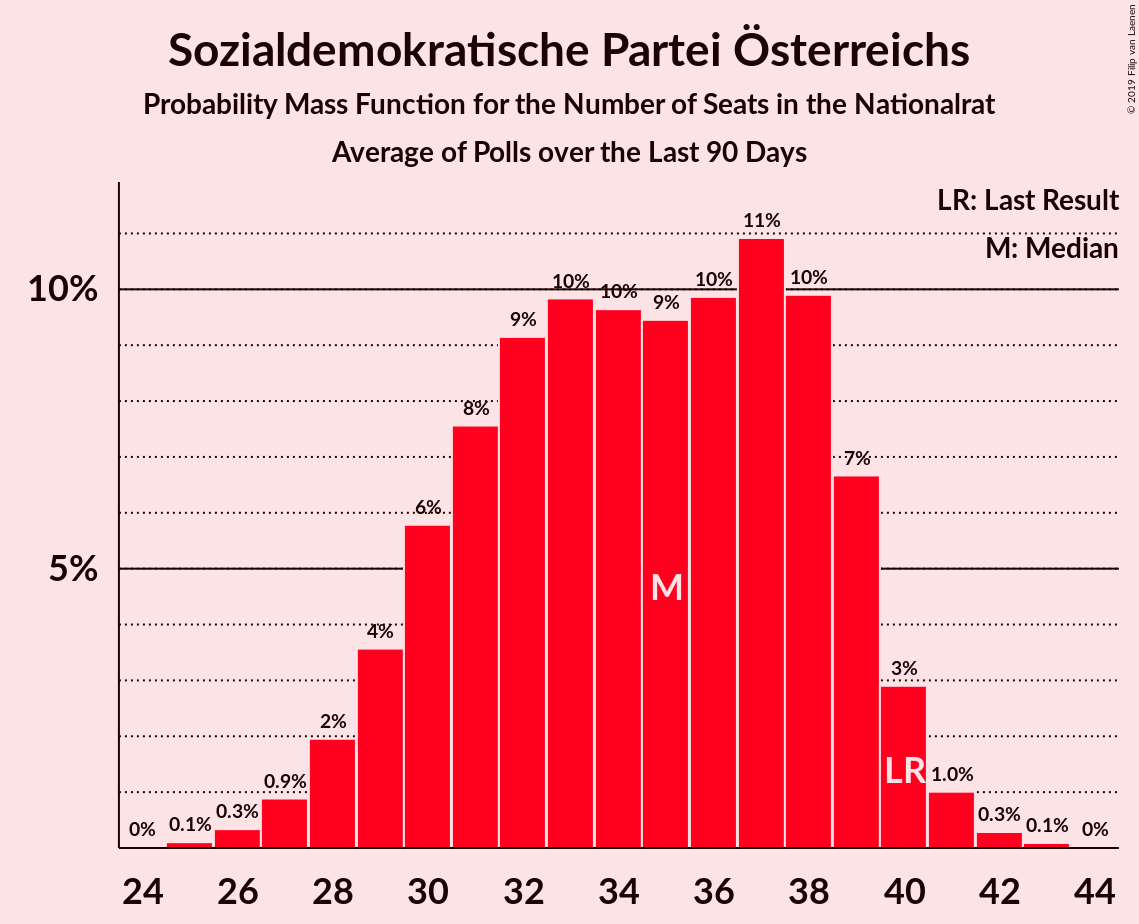 Sozialdemokratische Partei Österreichs
Probability Mass Function for the Number of Seats in the Nationalrat
Average of Polls over the Last 90 Days
© 2019 Filip van Laenen
LR: Last Result
M: Median
10%
5%
0%
0.1%
0.3%
0.9%
2%
4%
6%
8%
9%
10%
10%
9%
10%
11%
10%
7%
3%
1.0%
0.3%
0.1%
0%
M
LR
24 26 28 30 32 34 36 38 40 42 44